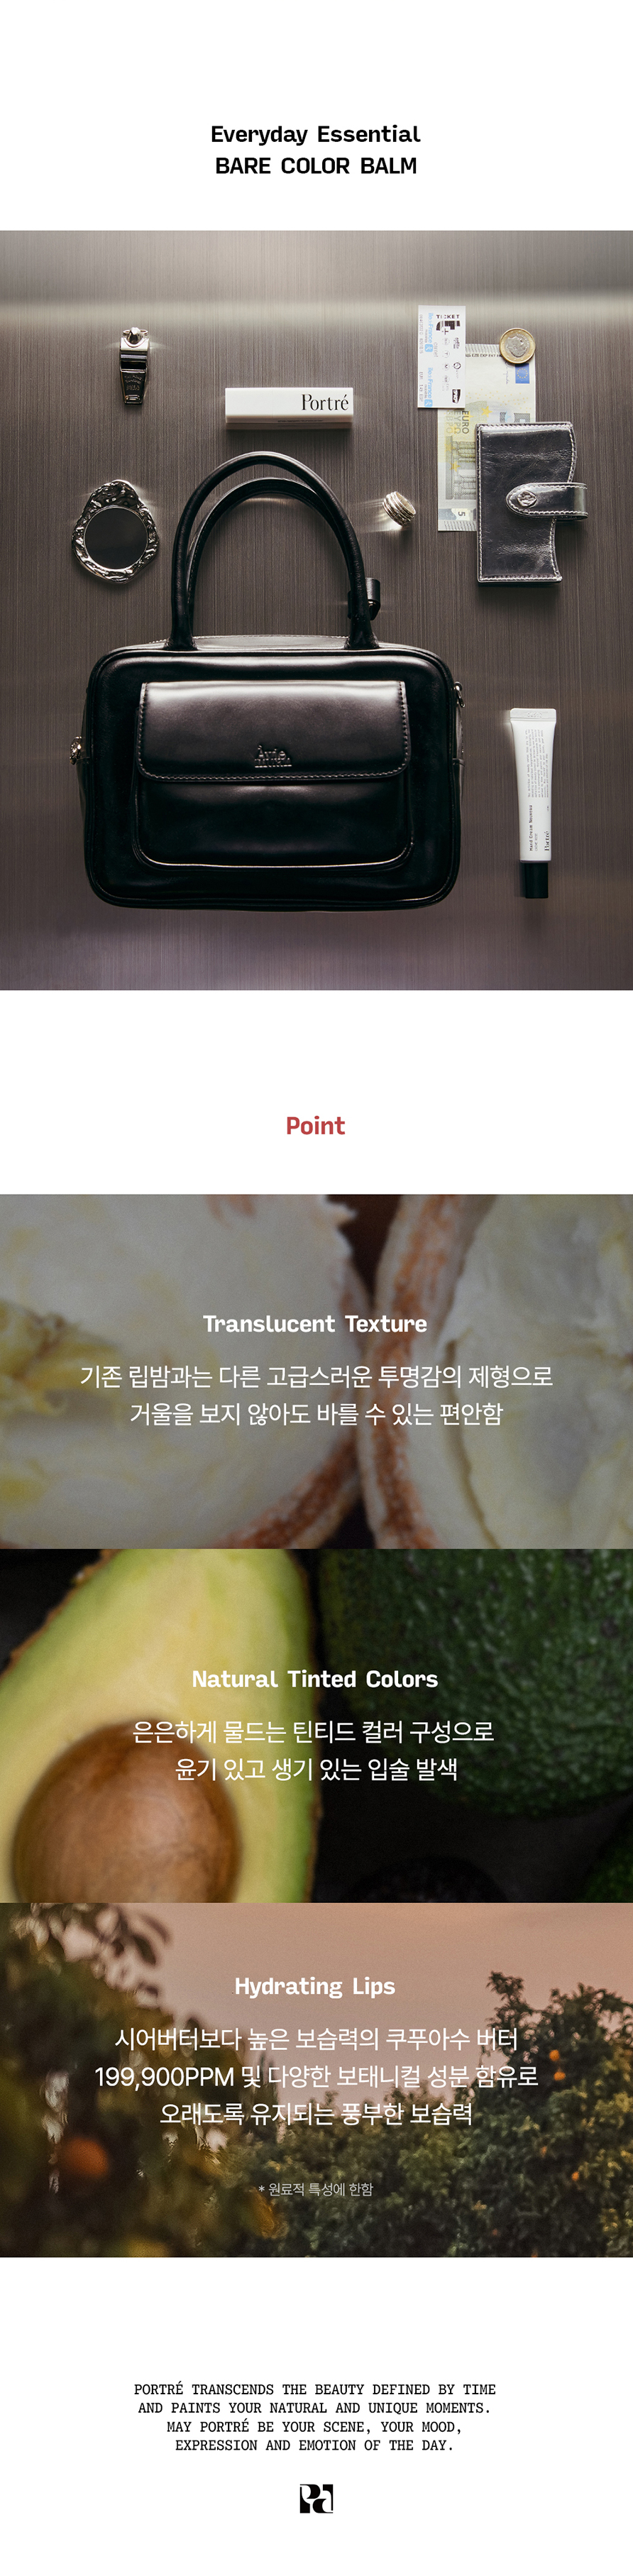 Everyday Essential
BARE COLOR BALM
Portré
TICKET
EURO
5
Portré
Point
Translucent Texture
기존 립밤과는 다른 고급스러운 투명감의 제형으로
거울을 보지 않아도 바를 수 있는 편안함
Natural Tinted Colors
은은하게 물드는 틴티드 컬러 구성으로
윤기 있고 생기 있는 입술 발색
Hydrating Lips
시어버터보다 높은 보습력의 쿠푸아수 버터
199,900PPM 및 다양한 보태니컬 성분 함유로
오래도록 유지되는 풍부한 보습력
* 원료적 특성에 한함
PORTRÉ TRANSCENDS THE BEAUTY DEFINED BY TIME
AND PAINTS YOUR NATURAL AND UNIQUE MOMENTS.
MAY PORTRÉ BE YOUR SCENE, YOUR MOOD,
EXPRESSION AND EMOTION OF THE DAY.